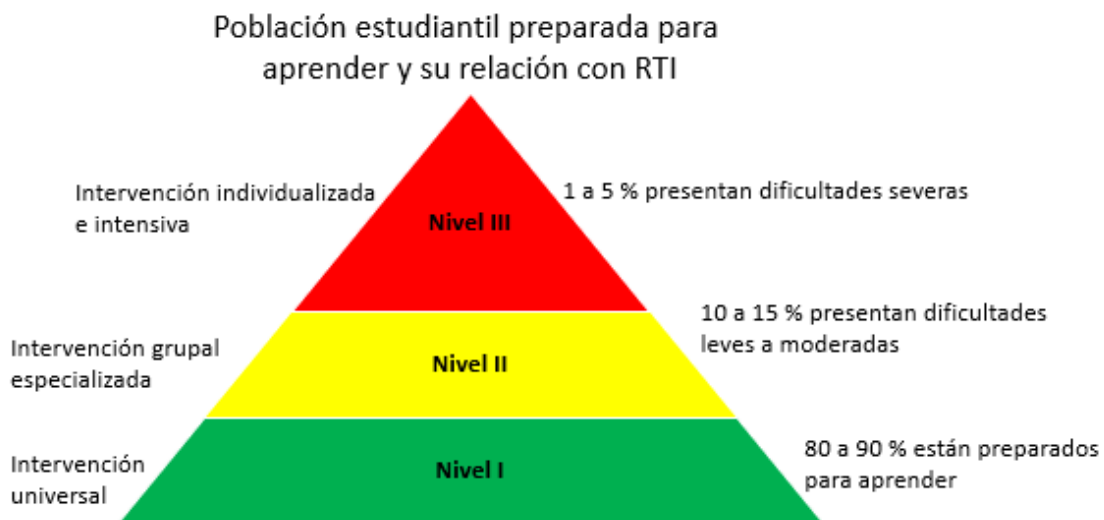 Población estudiantil preparada para
aprender y su relación con RTI
Intervención individualizada
e intensiva
Nivel III
1 a 5 % presentan dificultades severas
Intervención grupal
especializada
Nivel II
10 a 15 % presentan dificultades
leves a moderadas
Intervención
universal
Nivel I
80 a 90 % están preparados
para aprender